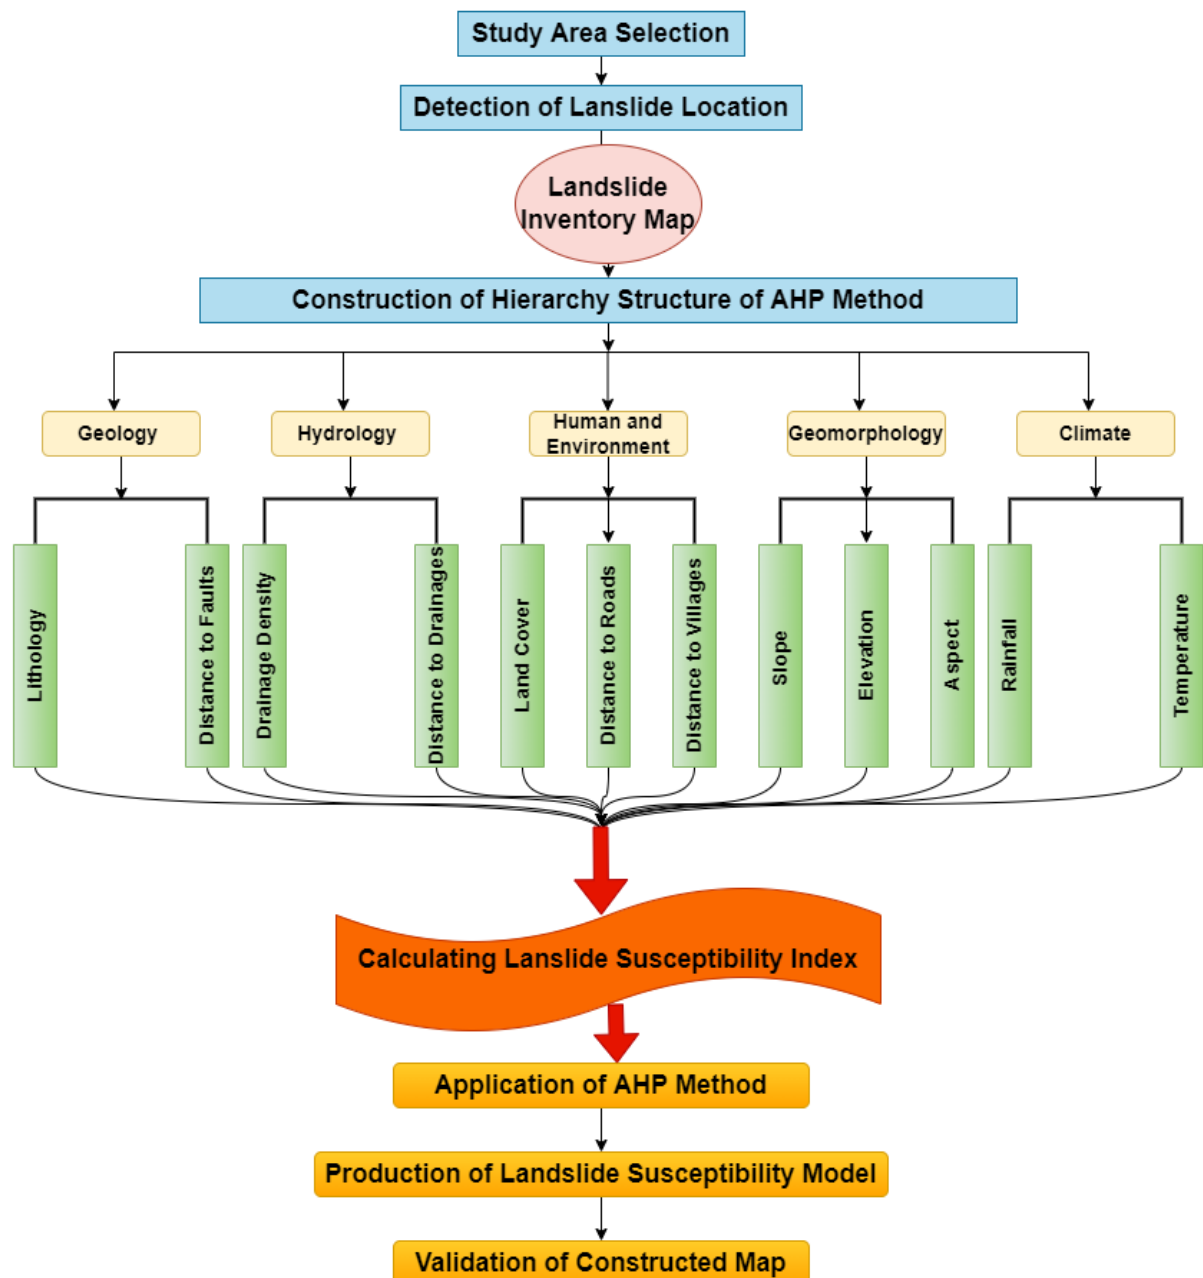 Study Area Selection
Detection of Lanslide Location
Landslide
Inventory Map
Construction of Hierarchy Structure of AHP Method
Geology
Hydrology
Human and
Environment
Geomorphology
Climate
Lithology
Distance to Faults
Drainage Density
Distance to Drainages
Land Cover
Distance to Roads
Distance to Villages
Slope
Elevation
Aspect
Rainfall
Temperature
Calculating Lanslide Susceptibility Index
Application of AHP Method
Production of Landslide Susceptibility Model
Validation of Constructed Map